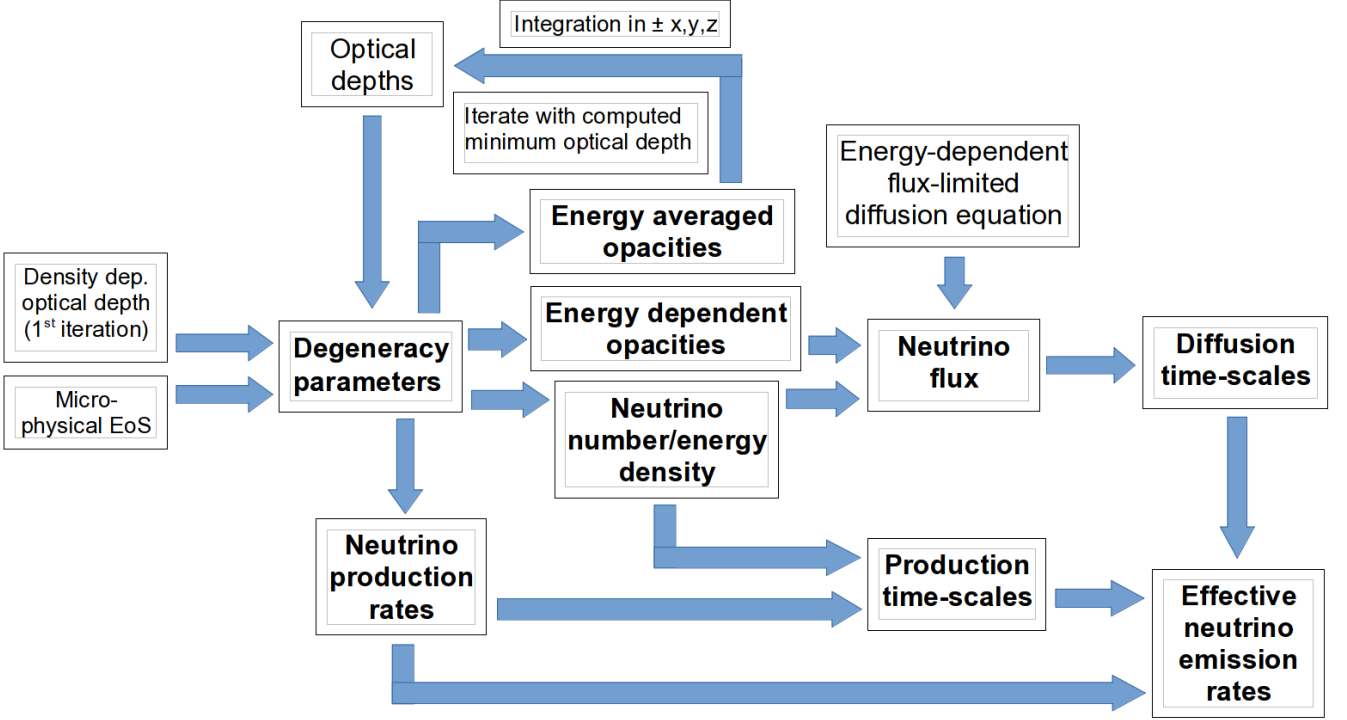 Integration in ± x,y,z
Optical
depths
Iterate with computed
minimum optical depth
Energy-dependent
flux-limited
diffusion equation
Energy averaged
opacities
Density dep.
optical depth
(1st iteration)
Energy dependent
opacities
Degeneracy
parameters
Neutrino
flux
Diffusion
time-scales
Micro-
physical EoS
Neutrino
number/energy
density
Neutrino
production
rates
Production
time-scales
Effective
neutrino
emission
rates